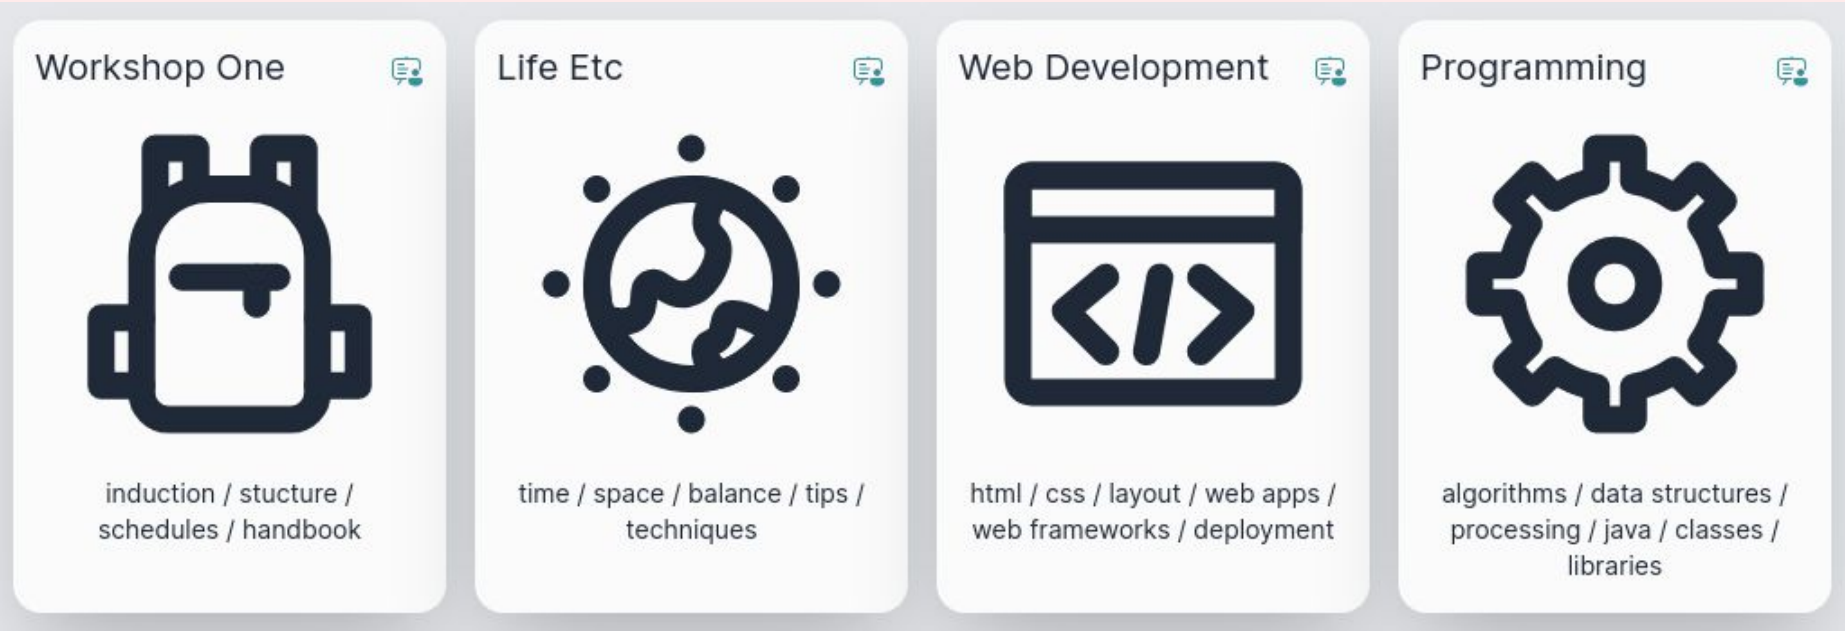 Workshop One
induction / stucture /
schedules / handbook
Life Etc
time / space / balance / tips /
techniques
Web Development
</>
html / css / layout / web apps /
web frameworks / deployment
Programming
algorithms / data structures /
processing / java / classes /
libraries